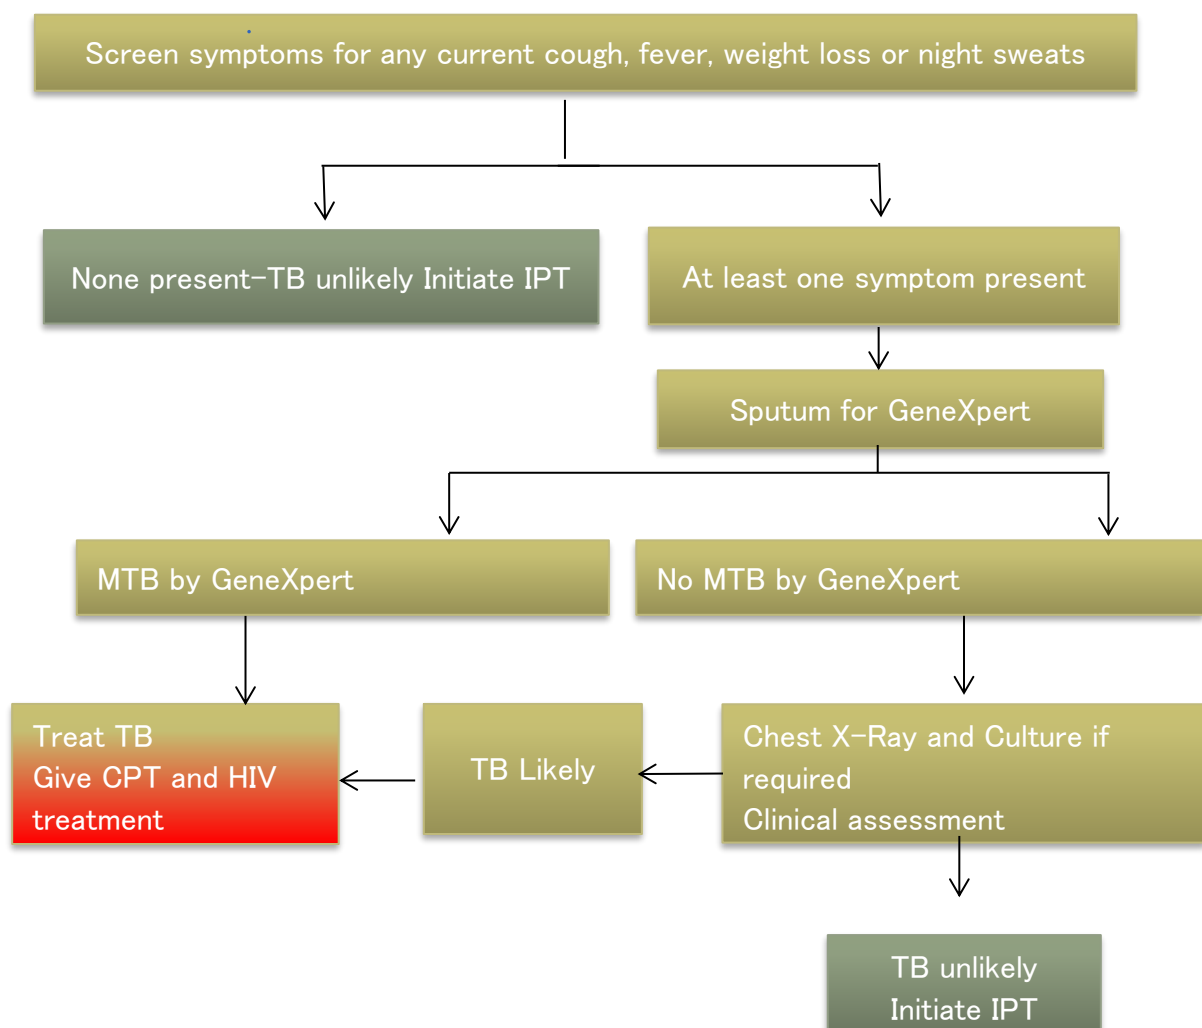 Screen symptoms for any current cough, fever, weight loss or night sweats
None present-TB unlikely Initiate IPT
At least one symptom present
Sputum for GeneXpert
MTB by GeneXpert
No MTB by GeneXpert
Treat TB
Give CPT and HIV
treatment
TB Likely
Chest X-Ray and Culture if
required
Clinical assessment
TB unlikely
Initiate IPT